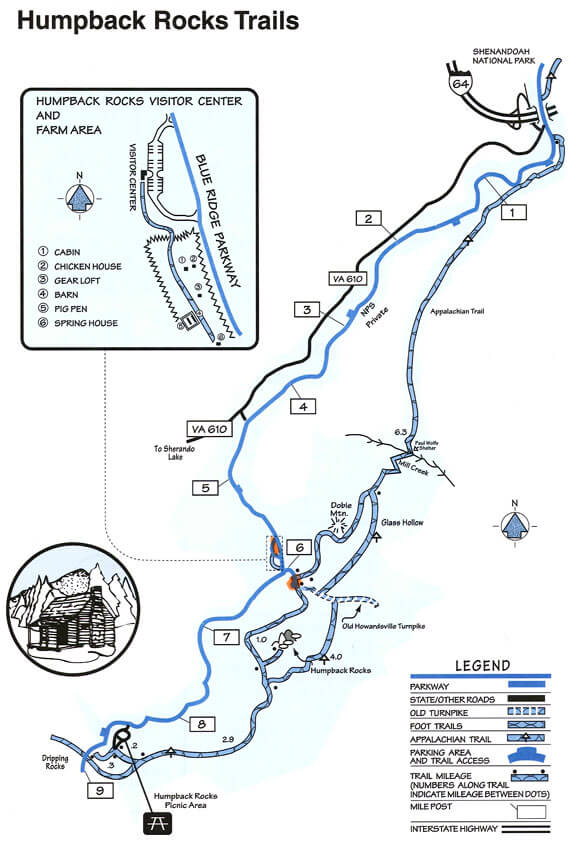 Humpback Rocks Trails
SHENANDOAH
NATIONAL PARK
64
HUMPBACK ROCKS VISITOR CENTER
AND
FARM AREA
VISITOR CENTER
BLUE RIDGE PARKWAY
N
① CABIN
② CHICKEN HOUSE
③ GEAR LOFT
④ BARN
⑤ PIG PEN
⑥ SPRING HOUSE
1
2
VA 610
3
NPS
Private
Appalachian Trail
4
VA 610
To Sherando
Lake
6.3
Paul Wolfe
Shelter
Mill Creek
5
Dobie
Mtn.
Glass Hollow
N
6
Old Howardsville Turnpike
7
1.0
4.0
Humpback Rocks
8
2.9
.2
.3
Dripping
Rocks
9
Humpback Rocks
Picnic Area
LEGEND
PARKWAY
STATE/OTHER ROADS
OLD TURNPIKE
FOOT TRAILS
APPALACHIAN TRAIL
PARKING AREA
AND TRAIL ACCESS
TRAIL MILEAGE
(NUMBERS ALONG TRAIL
INDICATE MILEAGE BETWEEN DOTS)
MILE POST
INTERSTATE HIGHWAY